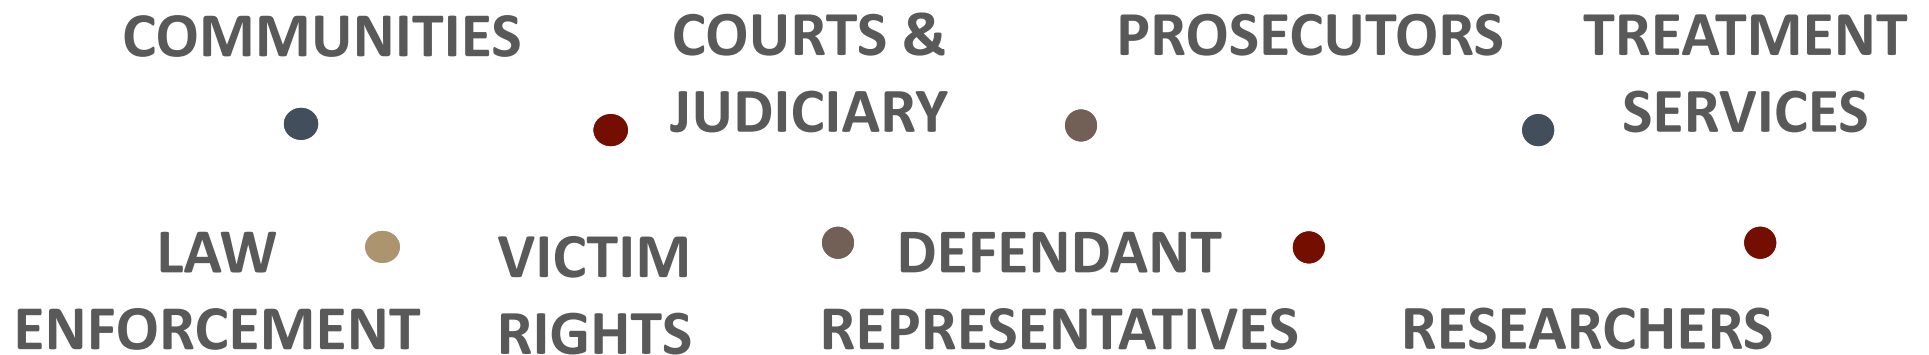 COMMUNITIES
COURTS &
JUDICIARY
PROSECUTORS
TREATMENT
SERVICES
LAW
ENFORCEMENT
VICTIM
RIGHTS
DEFENDANT
REPRESENTATIVES
RESEARCHERS